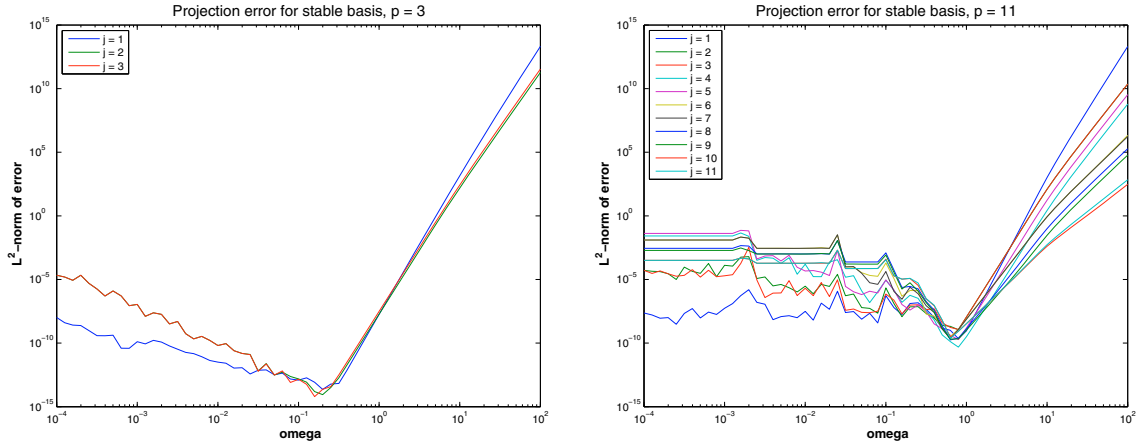 Projection error for stable basis, p = 3
10^15
10^10
10^5
10^0
10^−5
10^−10
10^−15
L^2−norm of error
j = 1
j = 2
j = 3
10^−4
10^−3
10^−2
10^−1
10^0
10^1
10^2
omega
Projection error for stable basis, p = 11
10^15
10^10
10^5
10^0
10^−5
10^−10
10^−15
L^2−norm of error
j = 1
j = 2
j = 3
j = 4
j = 5
j = 6
j = 7
j = 8
j = 9
j = 10
j = 11
10^−4
10^−3
10^−2
10^−1
10^0
10^1
10^2
omega